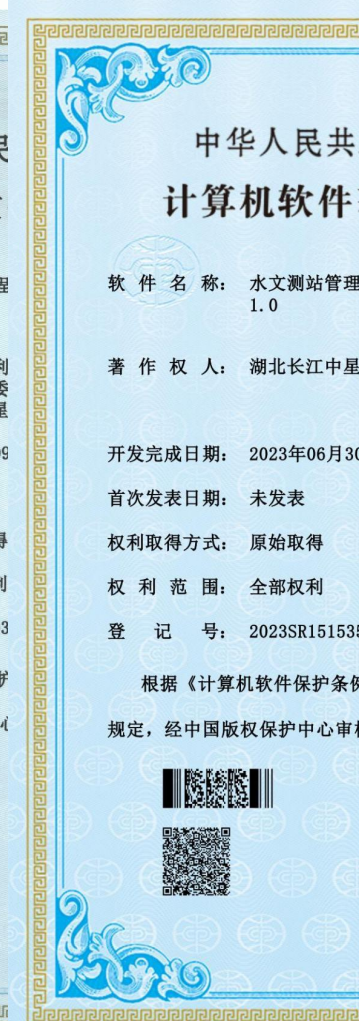 中华人民共
计算机软件
软件名称： 水文测站管理
1.0
著作权人： 湖北长江中星
开发完成日期： 2023年06月30
首次发表日期： 未发表
权利取得方式： 原始取得
权利范围： 全部权利
登记号： 2023SR151535
根据《计算机软件保护条例
规定，经中国版权保护中心审核